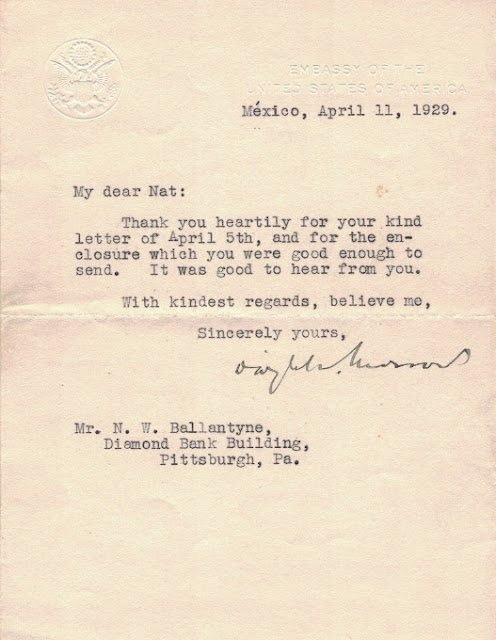 EMBASSY OF THE
UNITED STATES OF AMERICA
México, April 11, 1929.
My dear Nat:
Thank you heartily for your kind
letter of April 5th, and for the en-
closure which you were good enough to
send. It was good to hear from you.
With kindest regards, believe me,
Sincerely yours,
Dwight W. Morrow
Mr. N. W. Ballantyne,
Diamond Bank Building,
Pittsburgh, Pa.